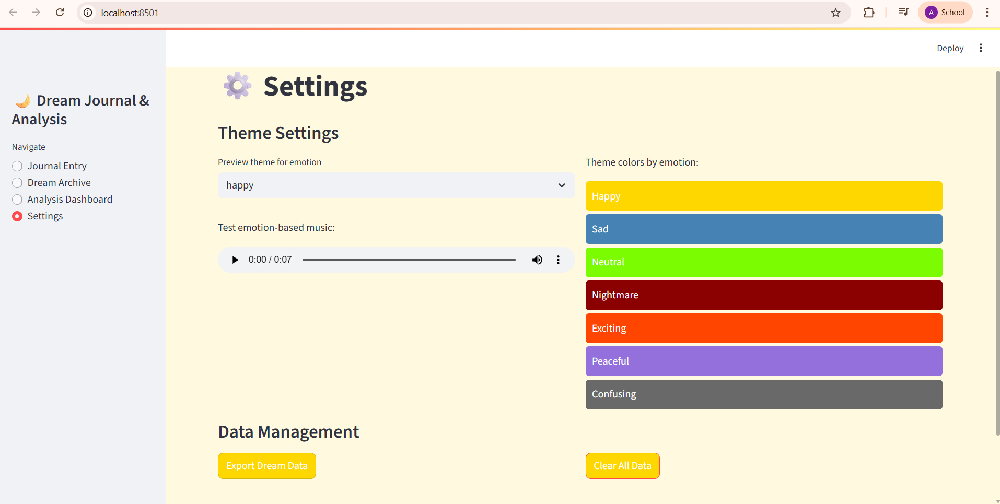 localhost:8501
A School
Deploy
Dream Journal &
Analysis
Navigate
Journal Entry
Dream Archive
Analysis Dashboard
Settings
Settings
Theme Settings
Preview theme for emotion
happy
Test emotion-based music:
0:00 / 0:07
Theme colors by emotion:
Happy
Sad
Neutral
Nightmare
Exciting
Peaceful
Confusing
Data Management
Export Dream Data
Clear All Data